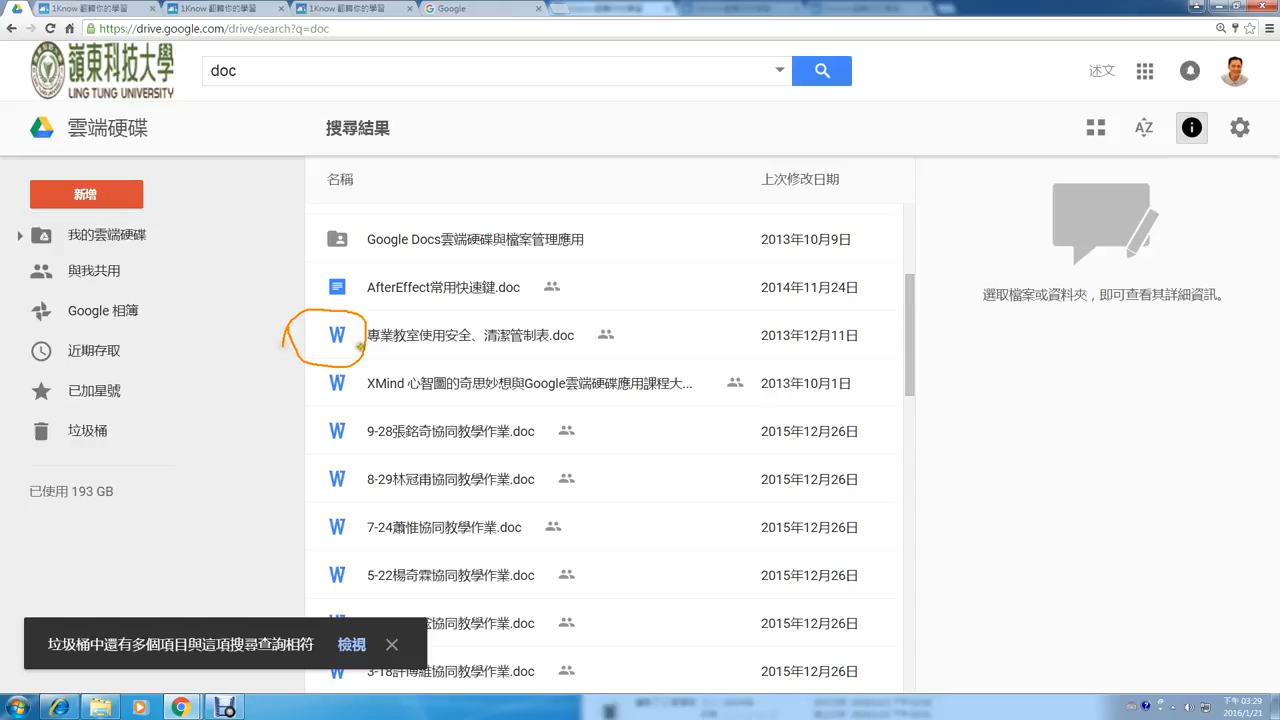 1Know 翻轉你的學習
1Know 翻轉你的學習
1Know 翻轉你的學習
Google
https://drive.google.com/drive/search?q=doc
嶺東科技大學
LING TUNG UNIVERSITY
doc
述文
雲端硬碟
搜尋結果
AZ
新增
名稱
上次修改日期
我的雲端硬碟
Google Docs雲端硬碟與檔案管理應用
2013年10月9日
與我共用
AfterEffect常用快速鍵.doc
2014年11月24日
選取檔案或資料夾，即可查看其詳細資訊。
Google 相簿
W
專業教室使用安全、清潔管制表.doc
2013年12月11日
近期存取
W
XMind 心智圖的奇思妙想與Google雲端硬碟應用課程大...
2013年10月1日
已加星號
W
9-28張銘奇協同教學作業.doc
2015年12月26日
垃圾桶
W
8-29林冠甫協同教學作業.doc
2015年12月26日
已使用 193 GB
W
7-24蕭惟協同教學作業.doc
2015年12月26日
W
5-22楊奇霖協同教學作業.doc
2015年12月26日
協同教學作業.doc
2015年12月26日
垃圾桶中還有多個項目與這項搜尋查詢相符
檢視
協同教學作業.doc
2015年12月26日
下午 03:29
2016/1/21